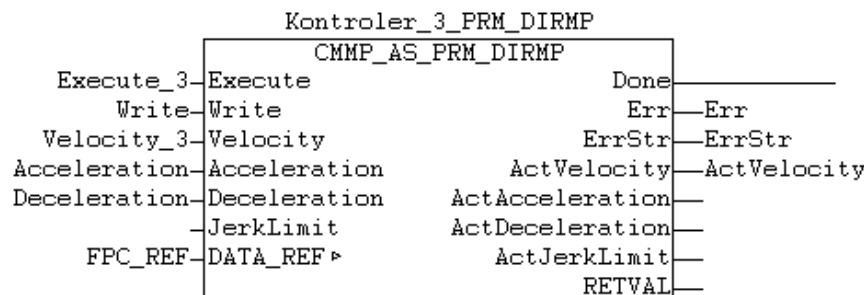 Kontroler_3_PRM_DIRMP
CMMP_AS_PRM_DIRMP
Execute_3 Execute Done
Write Write Err Err
Velocity_3 Velocity ErrStr ErrStr
Acceleration Acceleration ActVelocity ActVelocity
Deceleration Deceleration ActAcceleration
JerkLimit ActDeceleration
FPC_REF DATA_REF ActJerkLimit
RETVAL